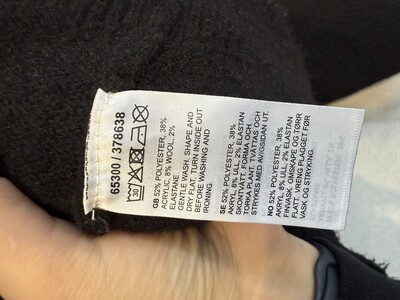 65300 / 378638
30
GB 52% POLYESTER, 38%
ACRYLIC, 8% WOOL, 2%
ELASTANE
GENTLE WASH. SHAPE AND
DRY FLAT. TURN INSIDE OUT
BEFORE WASHING AND
IRONING.
SE 52% POLYESTER, 38%
AKRYL, 8% ULL, 2% ELASTAN
SKONTVÄTT. FORMA OCH
TORKA PLANT TVÄTTAS OCH
STRYKES MED AVIGSIDAN UT.
NO 52% POLYESTER, 38%
AKRYL, 8% ULL, 2% ELASTAN
FINVASK. OMSKAPE OG TØRR
PLATT. VRENG PLAGGET FØR
VASK OG STRYKING.